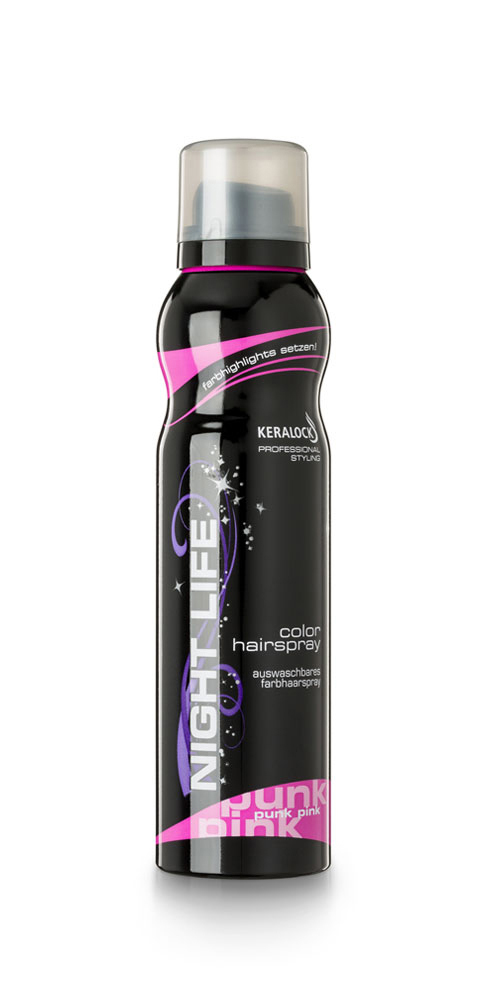 farbhighlights setzen!
KERALOCK
PROFESSIONAL
STYLING
NIGHT LIFE
color
hairspray
auswaschbares
farbhaarspray
punk
punk pink
pink